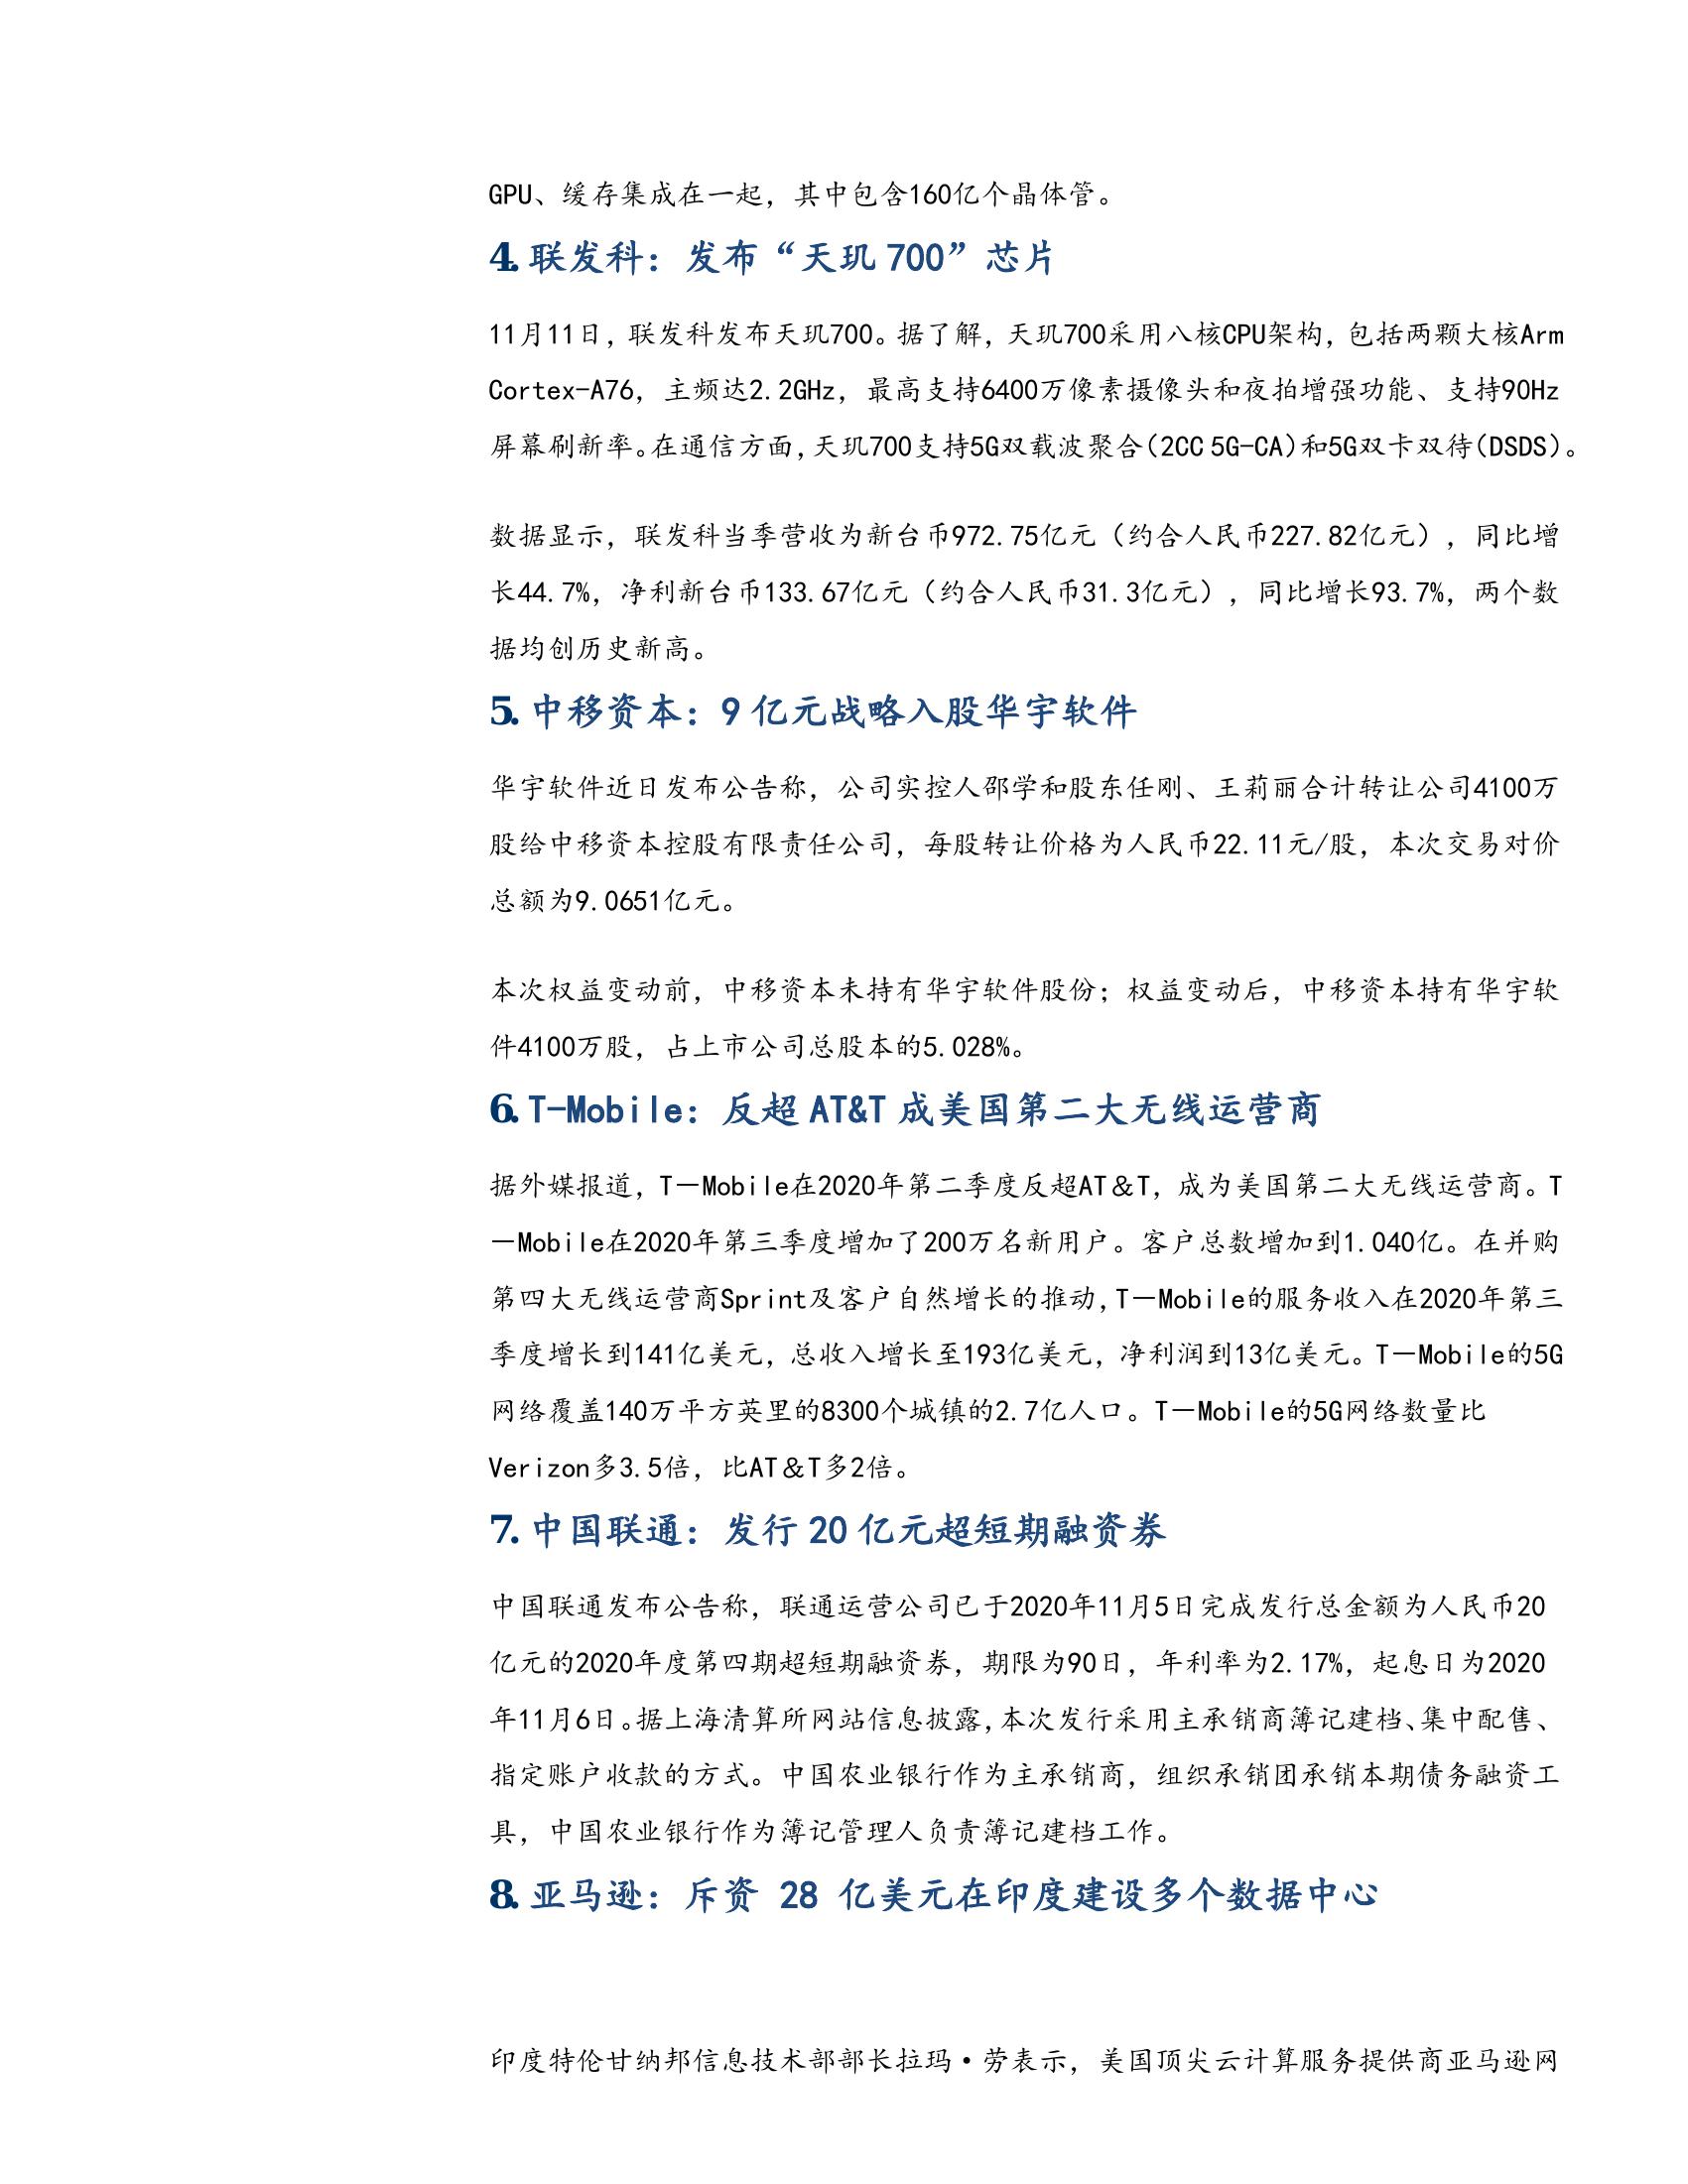 GPU、缓存集成在一起，其中包含160亿个晶体管。
4. 联发科：发布“天玑 700”芯片
11月11日，联发科发布天玑700。据了解，天玑700采用八核CPU架构，包括两颗大核Arm
Cortex-A76，主频达2.2GHz，最高支持6400万像素摄像头和夜拍增强功能、支持90Hz
屏幕刷新率。在通信方面，天玑700支持5G双载波聚合（2CC 5G-CA）和5G双卡双待（DSDS）。
数据显示，联发科当季营收为新台币972.75亿元（约合人民币227.82亿元），同比增
长44.7%，净利新台币133.67亿元（约合人民币31.3亿元），同比增长93.7%，两个数
据均创历史新高。
5. 中移资本：9 亿元战略入股华宇软件
华宇软件近日发布公告称，公司实控人邵学和股东任刚、王莉丽合计转让公司4100万
股给中移资本控股有限责任公司，每股转让价格为人民币22.11元/股，本次交易对价
总额为9.0651亿元。
本次权益变动前，中移资本未持有华宇软件股份；权益变动后，中移资本持有华宇软
件4100万股，占上市公司总股本的5.028%。
6. T-Mobile：反超 AT&T 成美国第二大无线运营商
据外媒报道，T－Mobile在2020年第二季度反超AT＆T，成为美国第二大无线运营商。T
－Mobile在2020年第三季度增加了200万名新用户。客户总数增加到1.040亿。在并购
第四大无线运营商Sprint及客户自然增长的推动，T－Mobile的服务收入在2020年第三
季度增长到141亿美元，总收入增长至193亿美元，净利润到13亿美元。T－Mobile的5G
网络覆盖140万平方英里的8300个城镇的2.7亿人口。T－Mobile的5G网络数量比
Verizon多3.5倍，比AT＆T多2倍。
7. 中国联通：发行 20 亿元超短期融资券
中国联通发布公告称，联通运营公司已于2020年11月5日完成发行总金额为人民币20
亿元的2020年度第四期超短期融资券，期限为90日，年利率为2.17%，起息日为2020
年11月6日。据上海清算所网站信息披露，本次发行采用主承销商簿记建档、集中配售、
指定账户收款的方式。中国农业银行作为主承销商，组织承销团承销本期债务融资工
具，中国农业银行作为簿记管理人负责簿记建档工作。
8. 亚马逊：斥资 28 亿美元在印度建设多个数据中心
印度特伦甘纳邦信息技术部部长拉玛·劳表示，美国顶尖云计算服务提供商亚马逊网